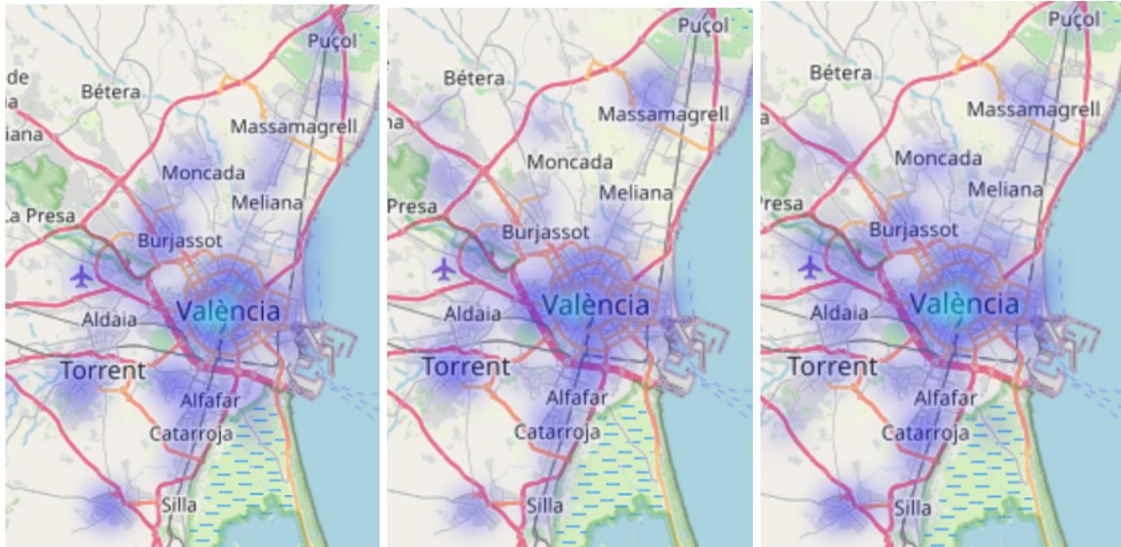 Puçol
de
Bétera
a
iana
Massamagrell
Moncada
Meliana
La Presa
Burjassot
València
Aldaia
Torrent
Alfafar
Catarroja
Silla
Puçol
Bétera
na
Massamagrell
Moncada
Meliana
Presa
Burjassot
València
Aldaia
Torrent
Alfafar
Catarroja
Silla
Puçol
Bétera
a
Massamagrell
Moncada
Meliana
Presa
Burjassot
València
Aldaia
Torrent
Alfafar
Catarroja
Silla